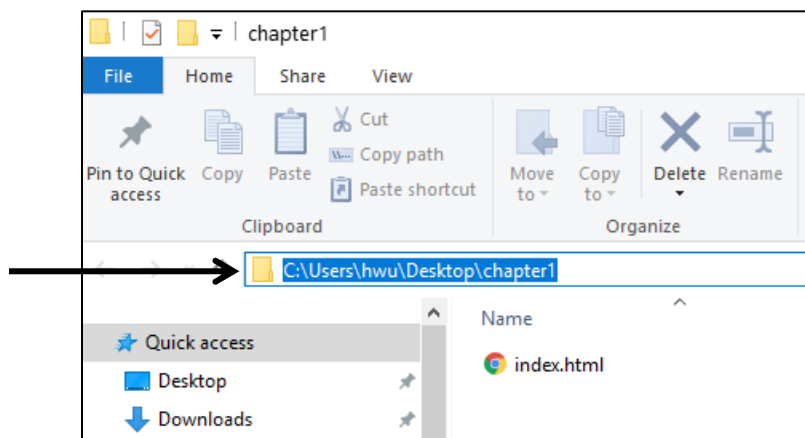 chapter1
File Home Share View
Pin to Quick access
Copy
Paste
Cut
Copy path
Paste shortcut
Move to
Copy to
Delete
Rename
Clipboard
Organize
C:\Users\hwu\Desktop\chapter1
Quick access
Desktop
Downloads
Name
index.html